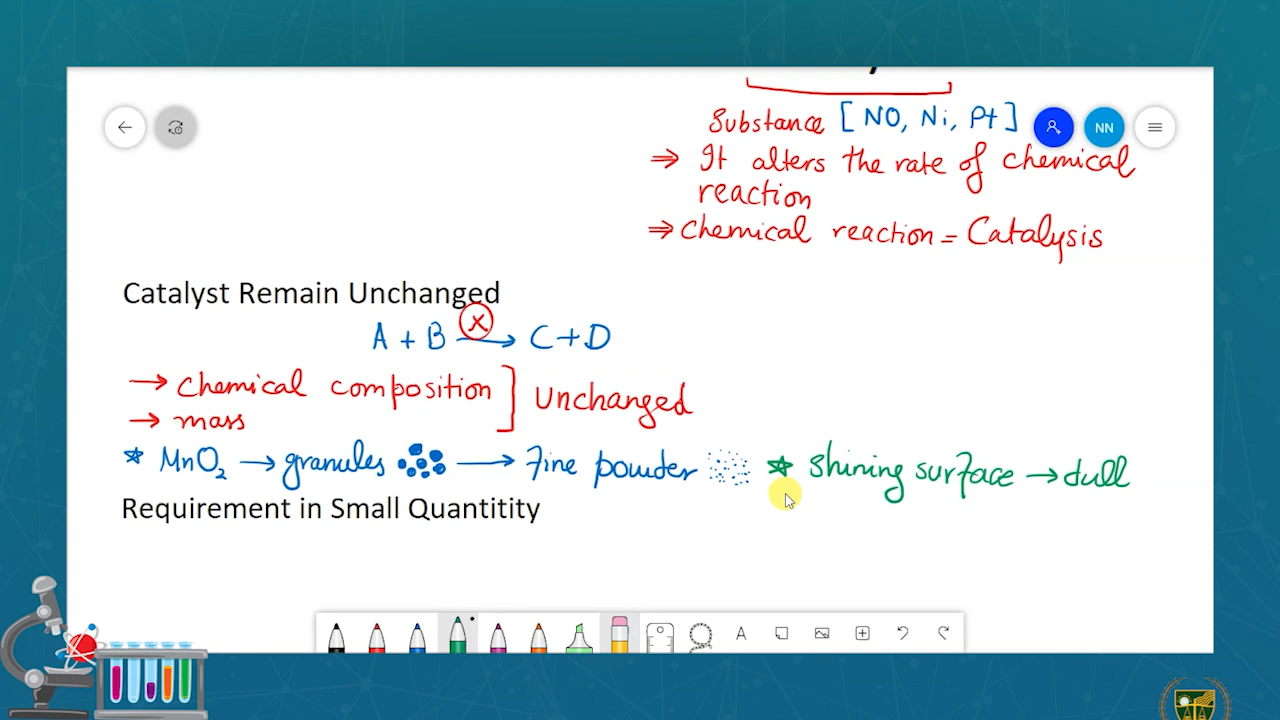 Substance [NO, Ni, Pt]
NN
⇒ It alters the rate of chemical
reaction
⇒ chemical reaction = Catalysis
Catalyst Remain Unchanged
A + B X→ C + D
→ chemical composition ] Unchanged
→ mass
* MnO₂ → granules → Fine powder * Shining surface → dull
Requirement in Small Quantitity
A